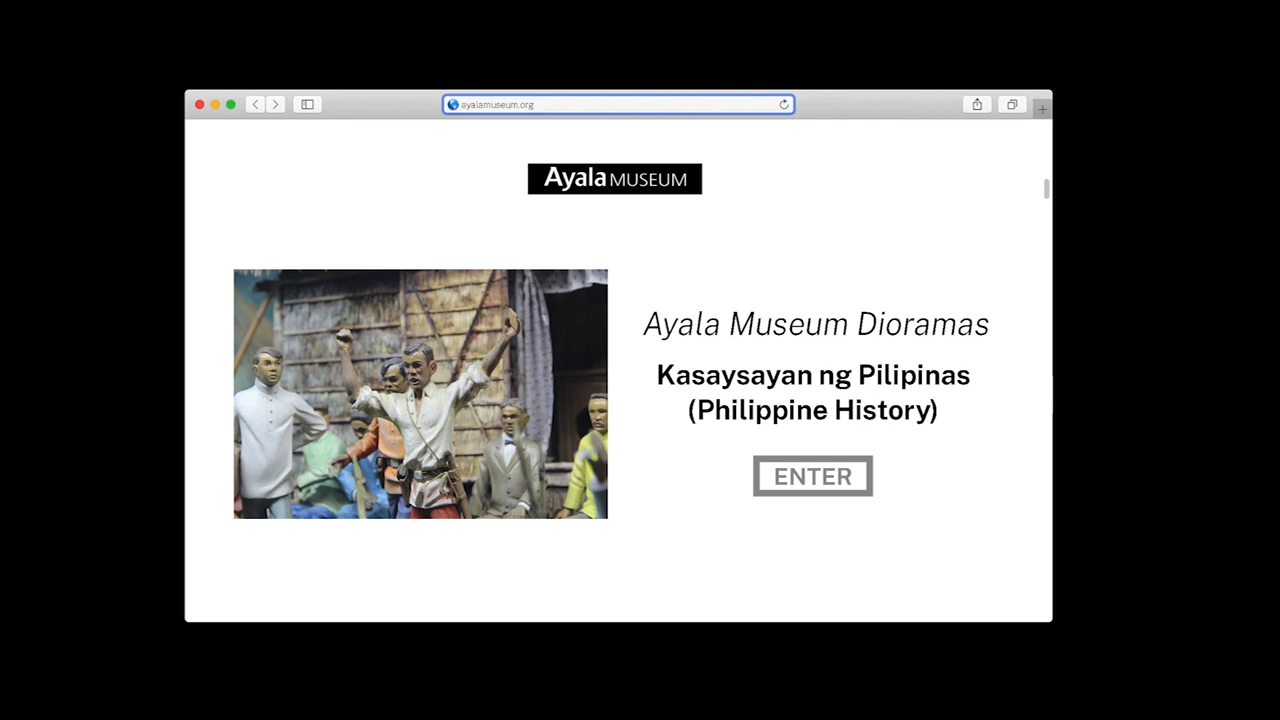 ayalamuseum.org
Ayala MUSEUM
Ayala Museum Dioramas
Kasaysayan ng Pilipinas
(Philippine History)
ENTER